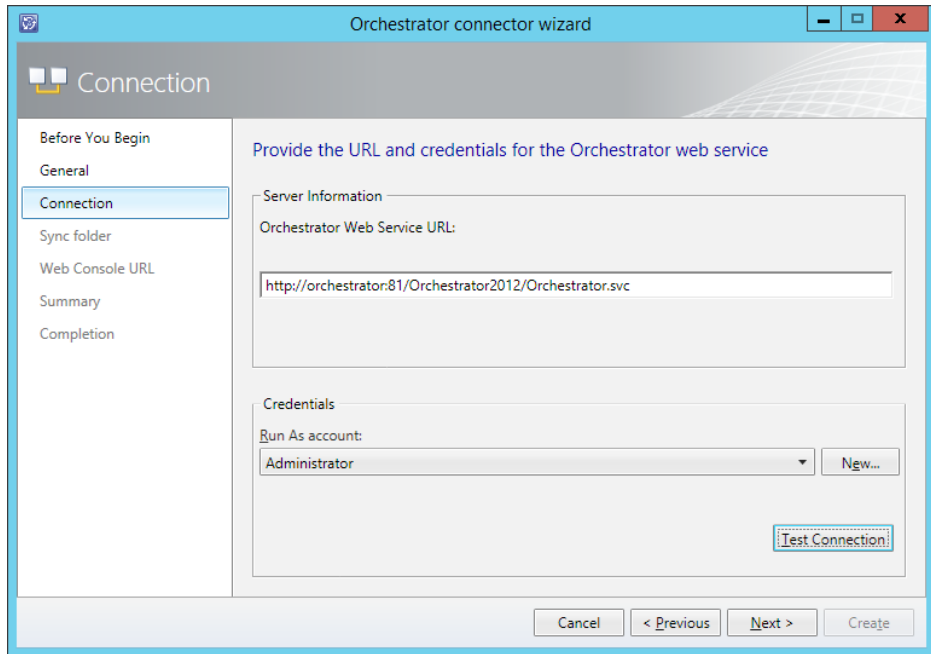 Orchestrator connector wizard
Connection
Before You Begin
General
Connection
Sync folder
Web Console URL
Summary
Completion
Provide the URL and credentials for the Orchestrator web service
Server Information
Orchestrator Web Service URL:
http://orchestrator:81/Orchestrator2012/Orchestrator.svc
Credentials
Run As account:
Administrator
New...
Test Connection
Cancel
< Previous
Next >
Create